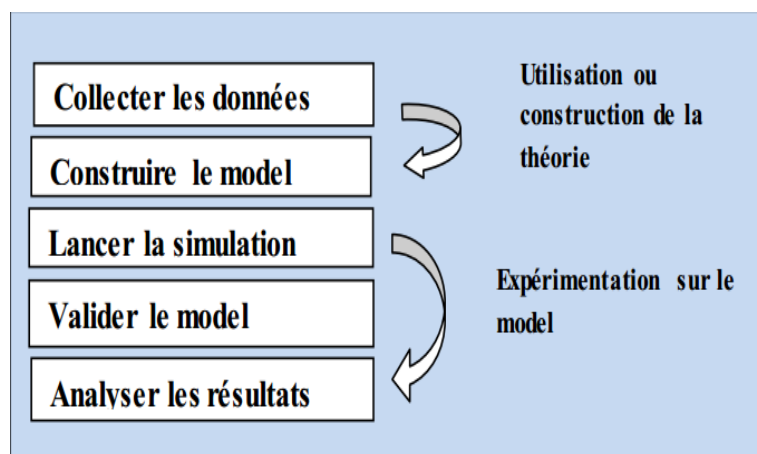 Collecter les données
Construire le model
Lancer la simulation
Valider le model
Analyser les résultats
Utilisation ou
construction de la
théorie
Expérimentation sur le
model